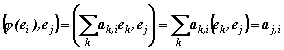 (φ(e_i), e_j) = (∑_k a_{k,i} e_k, e_j) = ∑_k a_{k,i} (e_k, e_j) = a_{j,i}